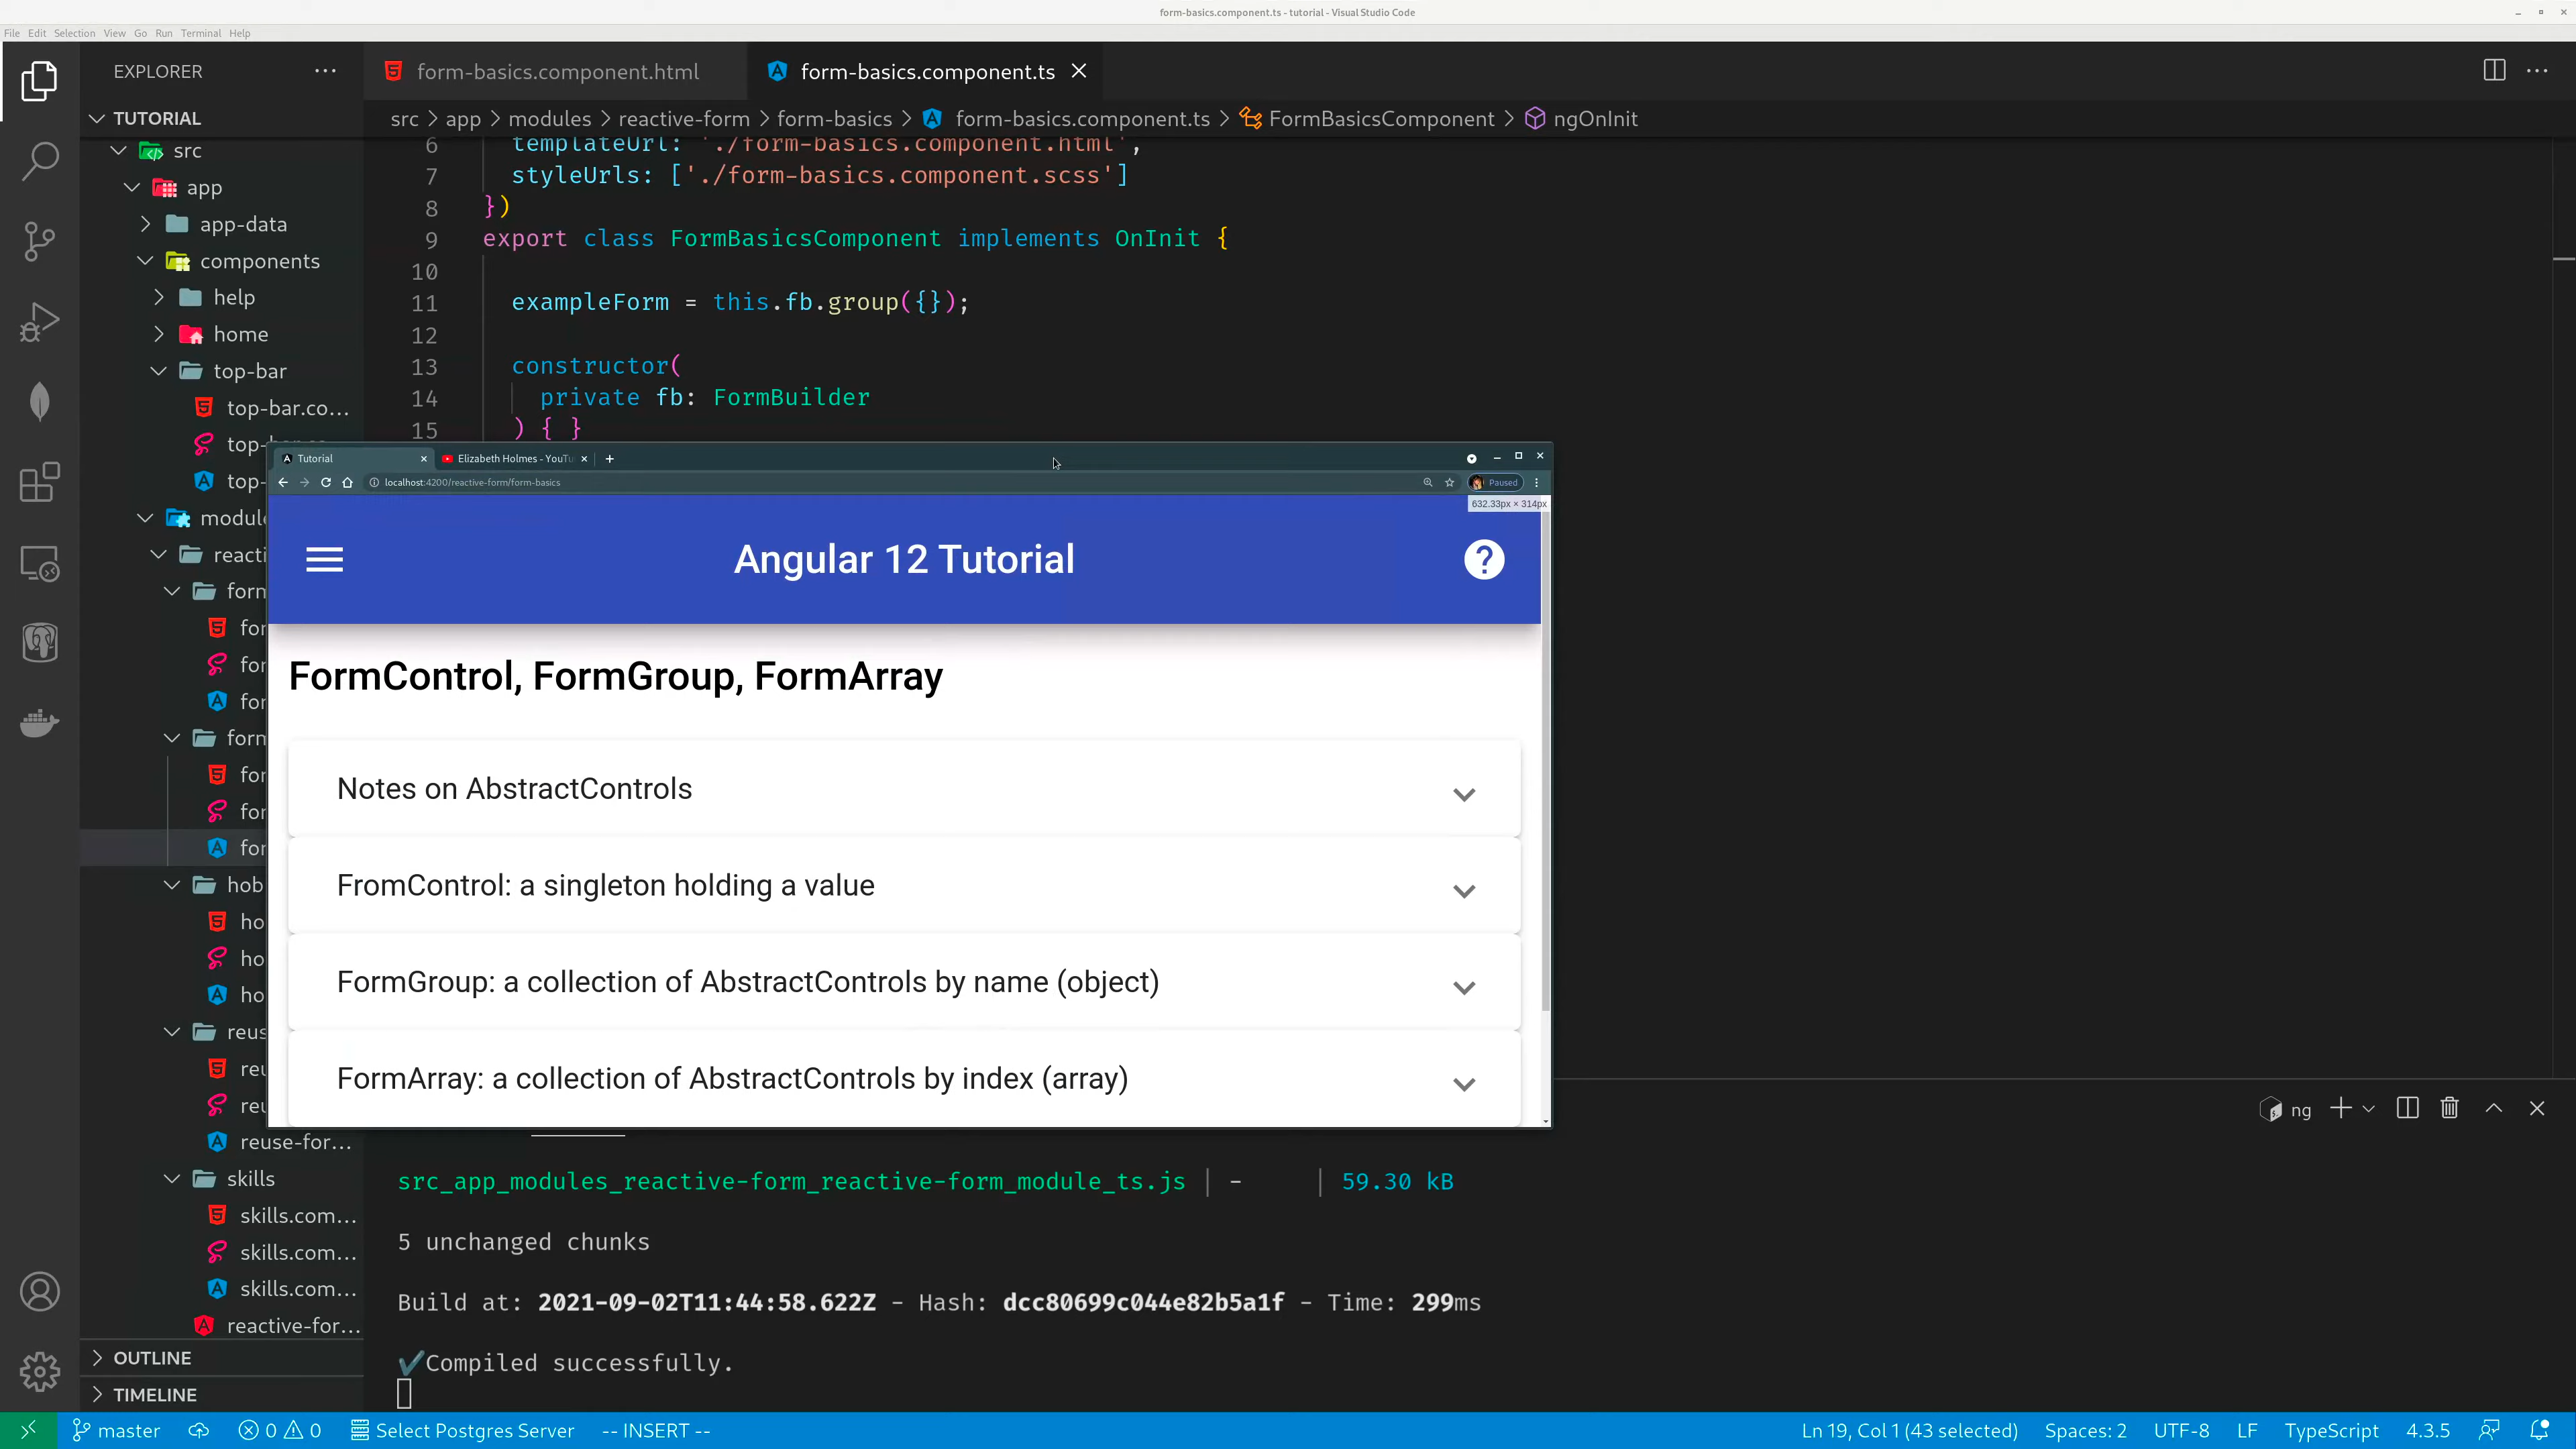 form-basics.component.ts - tutorial - Visual Studio Code
File Edit Selection View Go Run Terminal Help
EXPLORER
form-basics.component.html
form-basics.component.ts
TUTORIAL
src > app > modules > reactive-form > form-basics > form-basics.component.ts > FormBasicsComponent > ngOnInit
src
app
app-data
components
help
home
top-bar
top-bar.co...
top-
reuse-for...
skills
skills.com...
skills.com...
skills.com...
reactive-for...
OUTLINE
TIMELINE
6 templateUrl: './form-basics.component.html',
7 styleUrls: ['./form-basics.component.scss']
8 })
9 export class FormBasicsComponent implements OnInit {
10
11 exampleForm = this.fb.group({});
12
13 constructor(
14 private fb: FormBuilder
15 ) { }
Tutorial
Elizabeth Holmes - YouTu
localhost:4200/reactive-form/form-basics
Paused
632.33px × 314px
Angular 12 Tutorial
FormControl, FormGroup, FormArray
Notes on AbstractControls
FromControl: a singleton holding a value
FormGroup: a collection of AbstractControls by name (object)
FormArray: a collection of AbstractControls by index (array)
ng
src_app_modules_reactive-form_reactive-form_module_ts.js | - | 59.30 kB
5 unchanged chunks
Build at: 2021-09-02T11:44:58.622Z - Hash: dcc80699c044e82b5a1f - Time: 299ms
✔Compiled successfully.
master
0 0
Select Postgres Server
-- INSERT --
Ln 19, Col 1 (43 selected)
Spaces: 2
UTF-8
LF
TypeScript
4.3.5